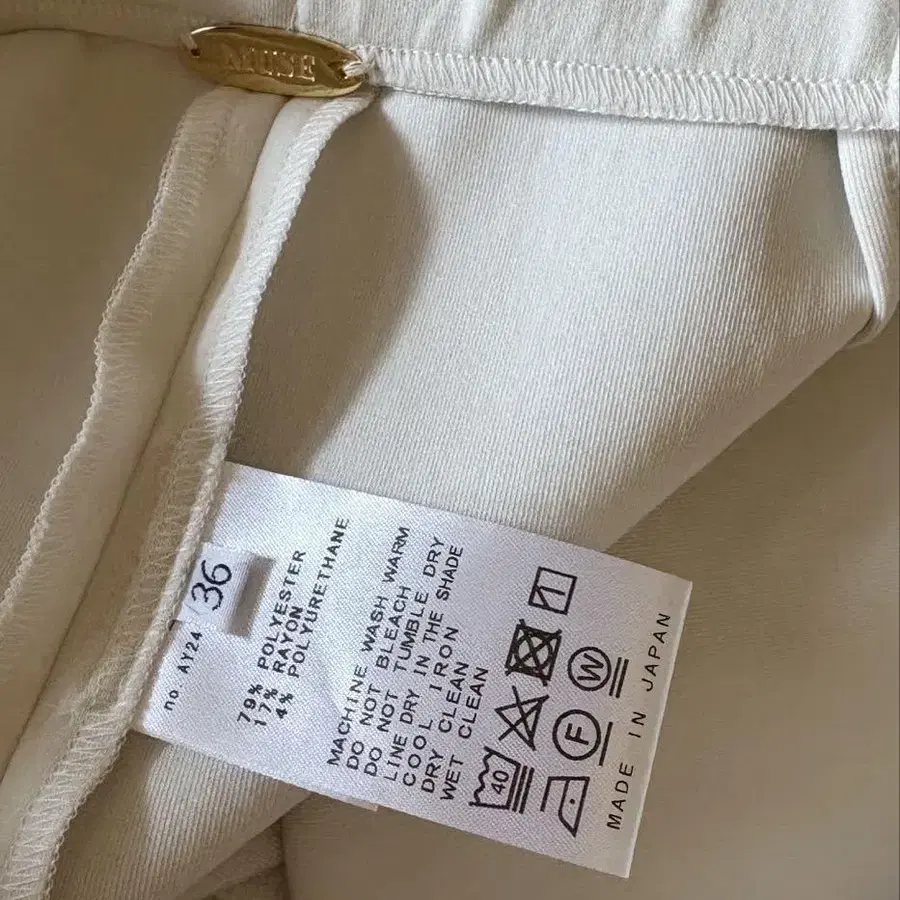 MUSE
36
no. AY24
79% POLYESTER
17% RAYON
4% POLYURETHANE
MACHINE WASH WARM
DO NOT BLEACH
DO NOT TUMBLE DRY
LINE DRY IN THE SHADE
COOL IRON
DRY CLEAN
WET CLEAN
40
F
W
MADE IN JAPAN